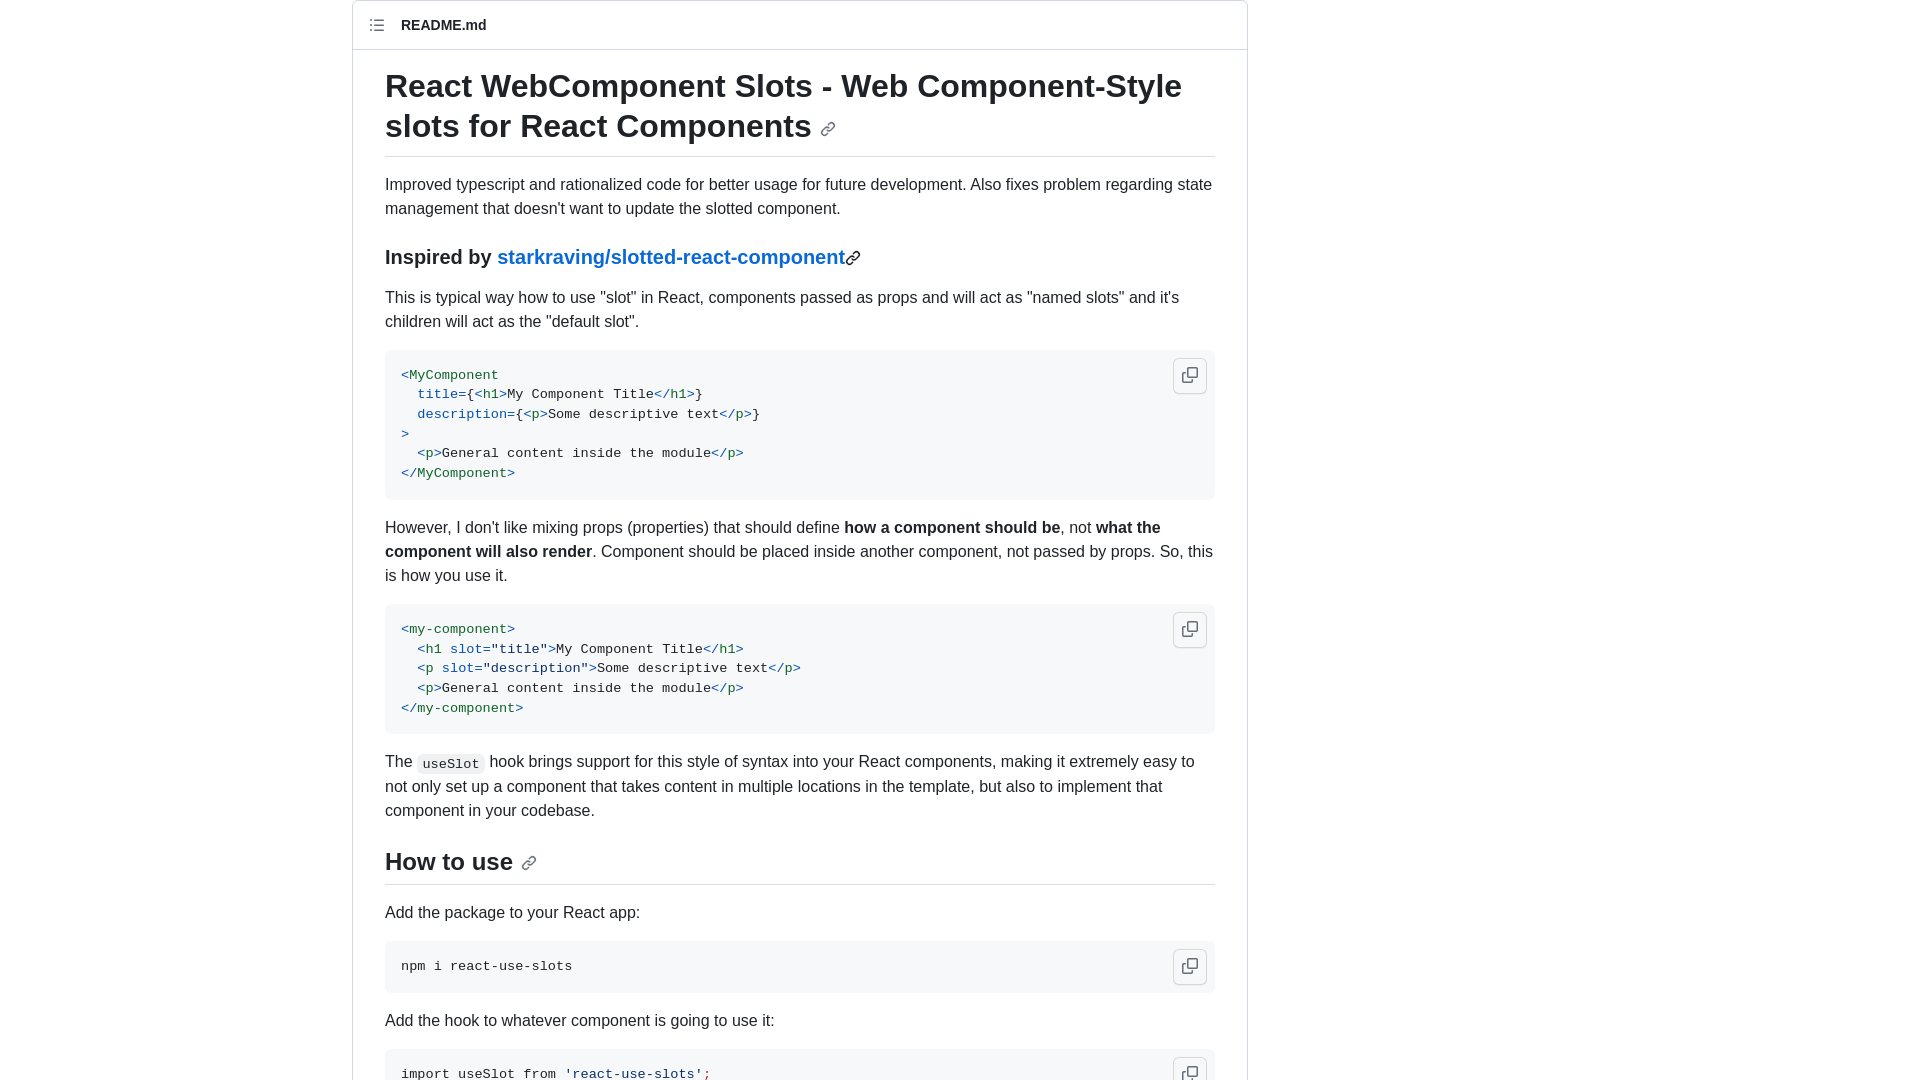 README.md
React WebComponent Slots - Web Component-Style
slots for React Components
Improved typescript and rationalized code for better usage for future development. Also fixes problem regarding state
management that doesn't want to update the slotted component.
Inspired by starkraving/slotted-react-component
This is typical way how to use "slot" in React, components passed as props and will act as "named slots" and it's
children will act as the "default slot".
<MyComponent
  title={<h1>My Component Title</h1>}
  description={<p>Some descriptive text</p>}
>
  <p>General content inside the module</p>
</MyComponent>
However, I don't like mixing props (properties) that should define how a component should be, not what the
component will also render. Component should be placed inside another component, not passed by props. So, this
is how you use it.
<my-component>
  <h1 slot="title">My Component Title</h1>
  <p slot="description">Some descriptive text</p>
  <p>General content inside the module</p>
</my-component>
The useSlot hook brings support for this style of syntax into your React components, making it extremely easy to
not only set up a component that takes content in multiple locations in the template, but also to implement that
component in your codebase.
How to use
Add the package to your React app:
npm i react-use-slots
Add the hook to whatever component is going to use it:
import useSlot from 'react-use-slots';